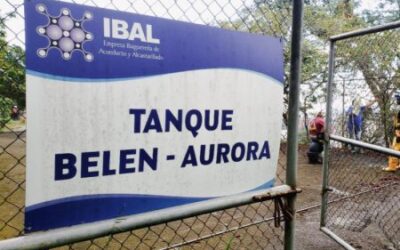 IBAL
Empresa Ibaguereña de
Acueducto y Alcantarillado
TANQUE
BELEN - AURORA